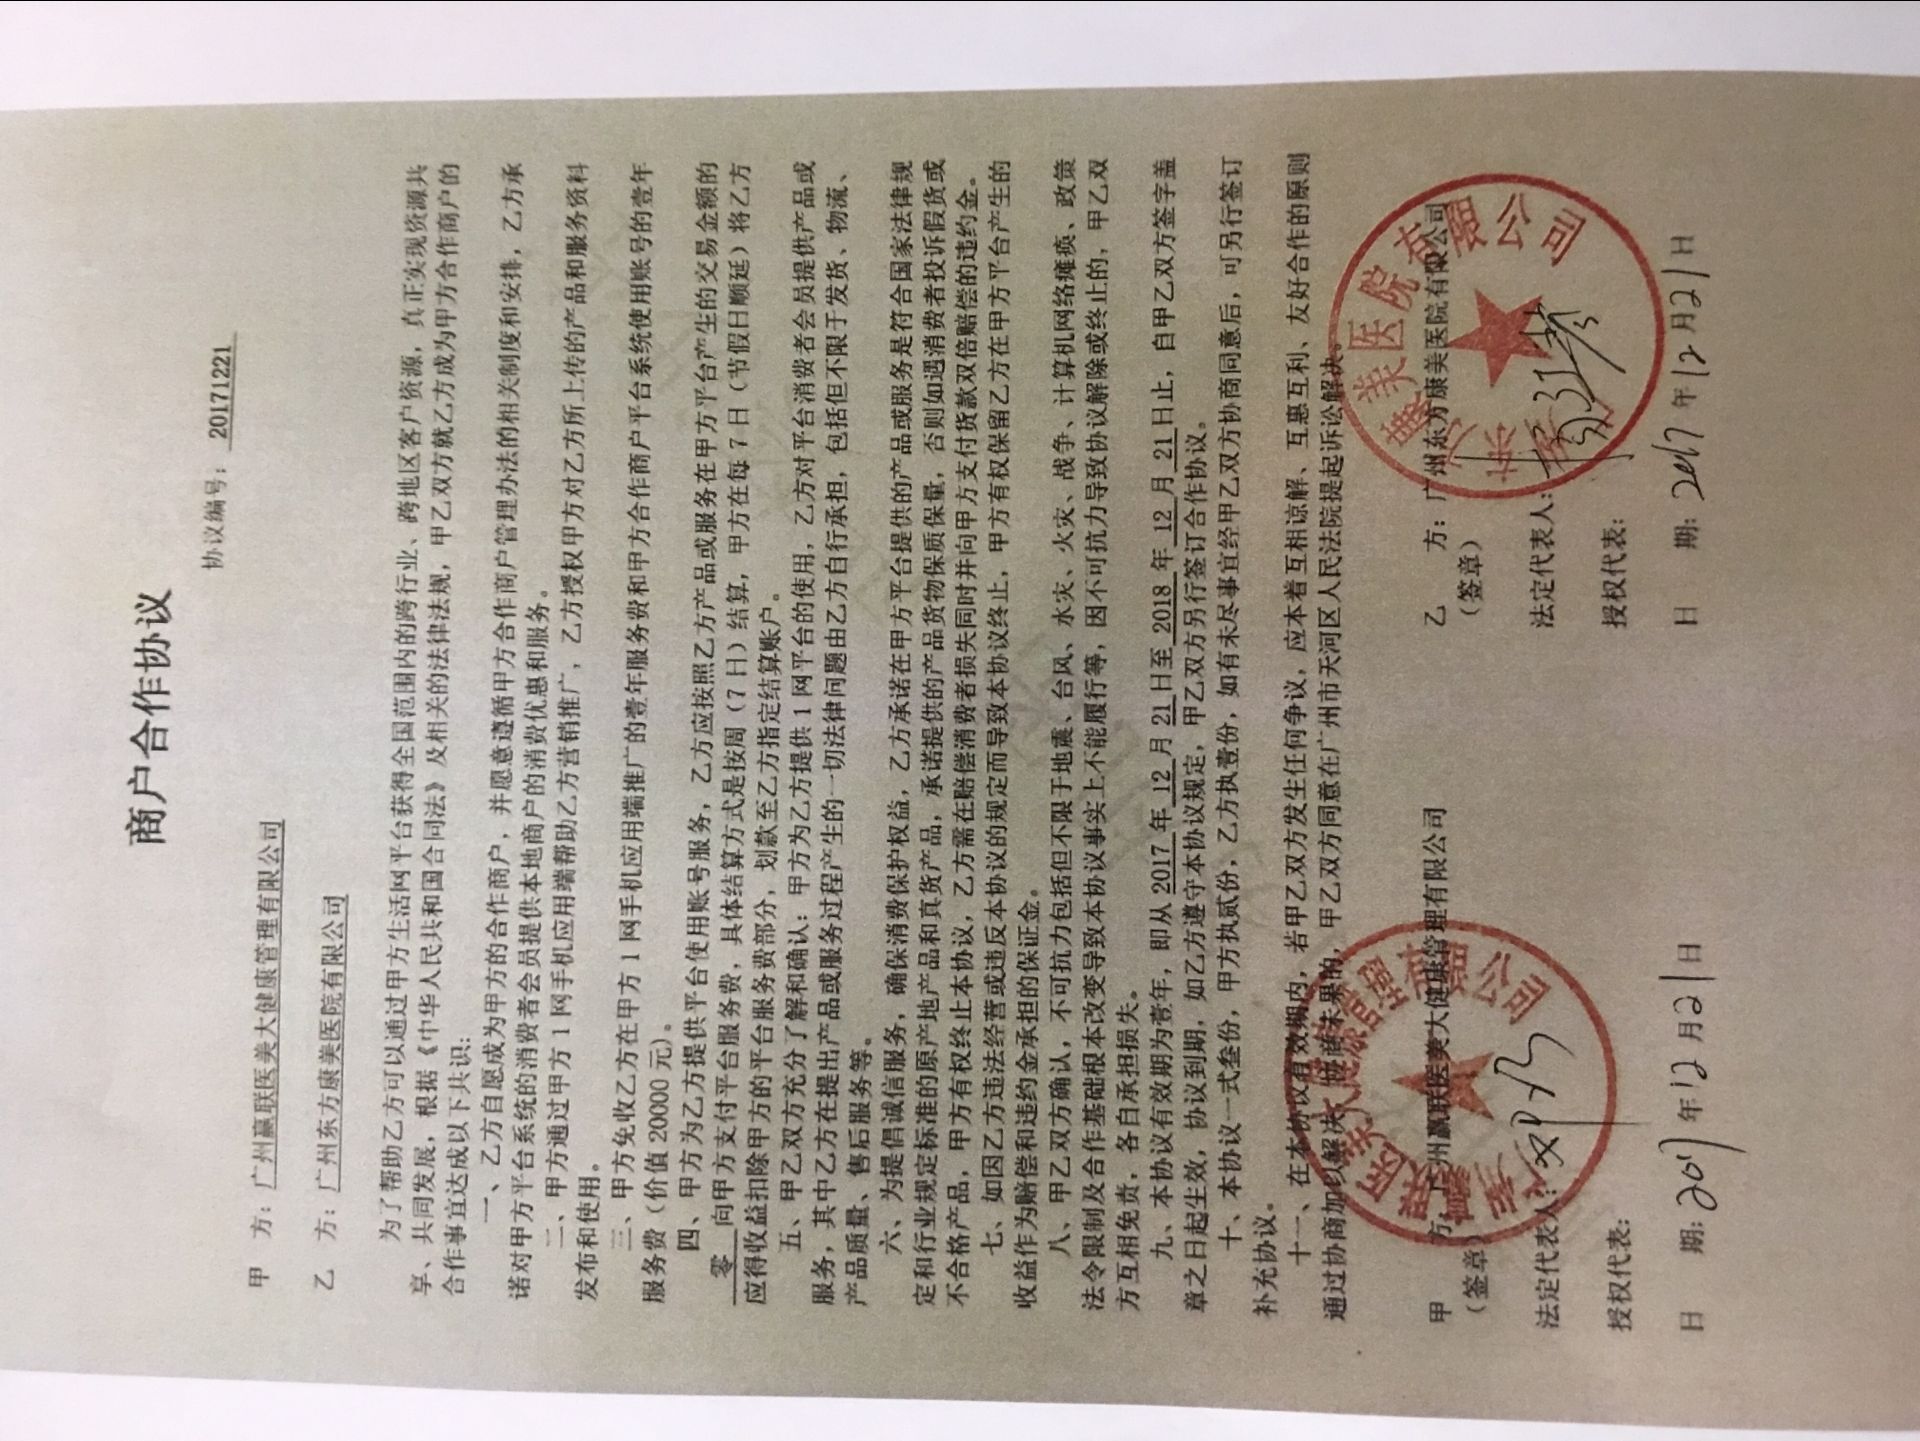 商户合作协议
协议编号：20171221
甲 方：广州赢联医美大健康管理有限公司
乙 方：广州东方康美医院有限公司
为了帮助乙方可以通过甲方生活网平台获得全国范围内的跨行业、跨地区客户资源，真正实现资源共
享、共同发展，根据《中华人民共和国合同法》及相关的法律法规，甲乙双方就乙方成为甲方合作商户的
合作事宜达成以下共识：
一、乙方自愿成为甲方的合作商户，并愿意遵循甲方合作商户管理办法的相关制度和安排，乙方承
诺对甲方平台系统的消费者会员提供本地商户的消费优惠和服务。
二、甲方通过甲方1网手机应用端帮助乙方营销推广，乙方授权甲方对乙方所上传的产品和服务资料
发布和使用。
三、甲方免收乙方在甲方1网手机应用端推广的壹年服务费和甲方合作商户平台系统使用账号的壹年
服务费（价值20000元）。
四、甲方为乙方提供平台使用账号服务，乙方应按照乙方产品或服务在甲方平台产生的交易金额的
零 向甲方支付平台服务费，具体结算方式是按周（7日）结算，甲方在每7日（节假日顺延）将乙方
应得收益扣除甲方的平台服务费部分，划款至乙方指定结算账户。
五、甲乙双方充分了解和确认：甲方为乙方提供1网平台的使用，乙方对平台消费者会员提供产品或
服务，其中乙方在提出产品或服务过程产生的一切法律问题由乙方自行承担，包括但不限于发货、物流、
产品质量、售后服务等。
六、为提倡诚信服务，确保消费保护权益，乙方承诺在甲方平台提供的产品或服务是符合国家法律规
定和行业规定标准的原产地产品和真货产品，承诺提供的产品货物保质保量，否则如遇消费者投诉假货或
不合格产品，甲方有权终止本协议，乙方需在赔偿消费者损失同时并向甲方支付货款双倍赔偿的违约金。
七、如因乙方违法经营或违反本协议的规定而导致本协议终止，甲方有权保留乙方在甲方平台产生的
收益作为赔偿和违约金承担的保证金。
八、甲乙双方确认，不可抗力包括但不限于地震、台风、水灾、火灾、战争、计算机网络瘫痪、政策
法令限制及合作基础根本改变导致本协议事实上不能履行等，因不可抗力导致协议解除或终止的，甲乙双
方互相免责，各自承担损失。
九、本协议有效期为壹年，即从2017年12月21日至2018年12月21日止，自甲乙双方签字盖
章之日起生效，协议到期，如乙方遵守本协议规定，甲乙双方另行签订合作协议。
十、本协议一式叁份，甲方执贰份，乙方执壹份，如有未尽事宜经甲乙双方协商同意后，可另行签订
补充协议。
十一、在本协议有效期内，若甲乙双方发生任何争议，应本着互相谅解、互惠互利、友好合作的原则
通过协商加以解决，协商未果的，甲乙双方同意在广州市天河区人民法院提起诉讼解决。
甲 方：广州赢联医美大健康管理有限公司
（签章）
法定代表人：
授权代表：
日 期：2017年12月21日
乙 方：广州东方康美医院有限公司
（签章）
法定代表人：
授权代表：
日 期：2017年12月21日